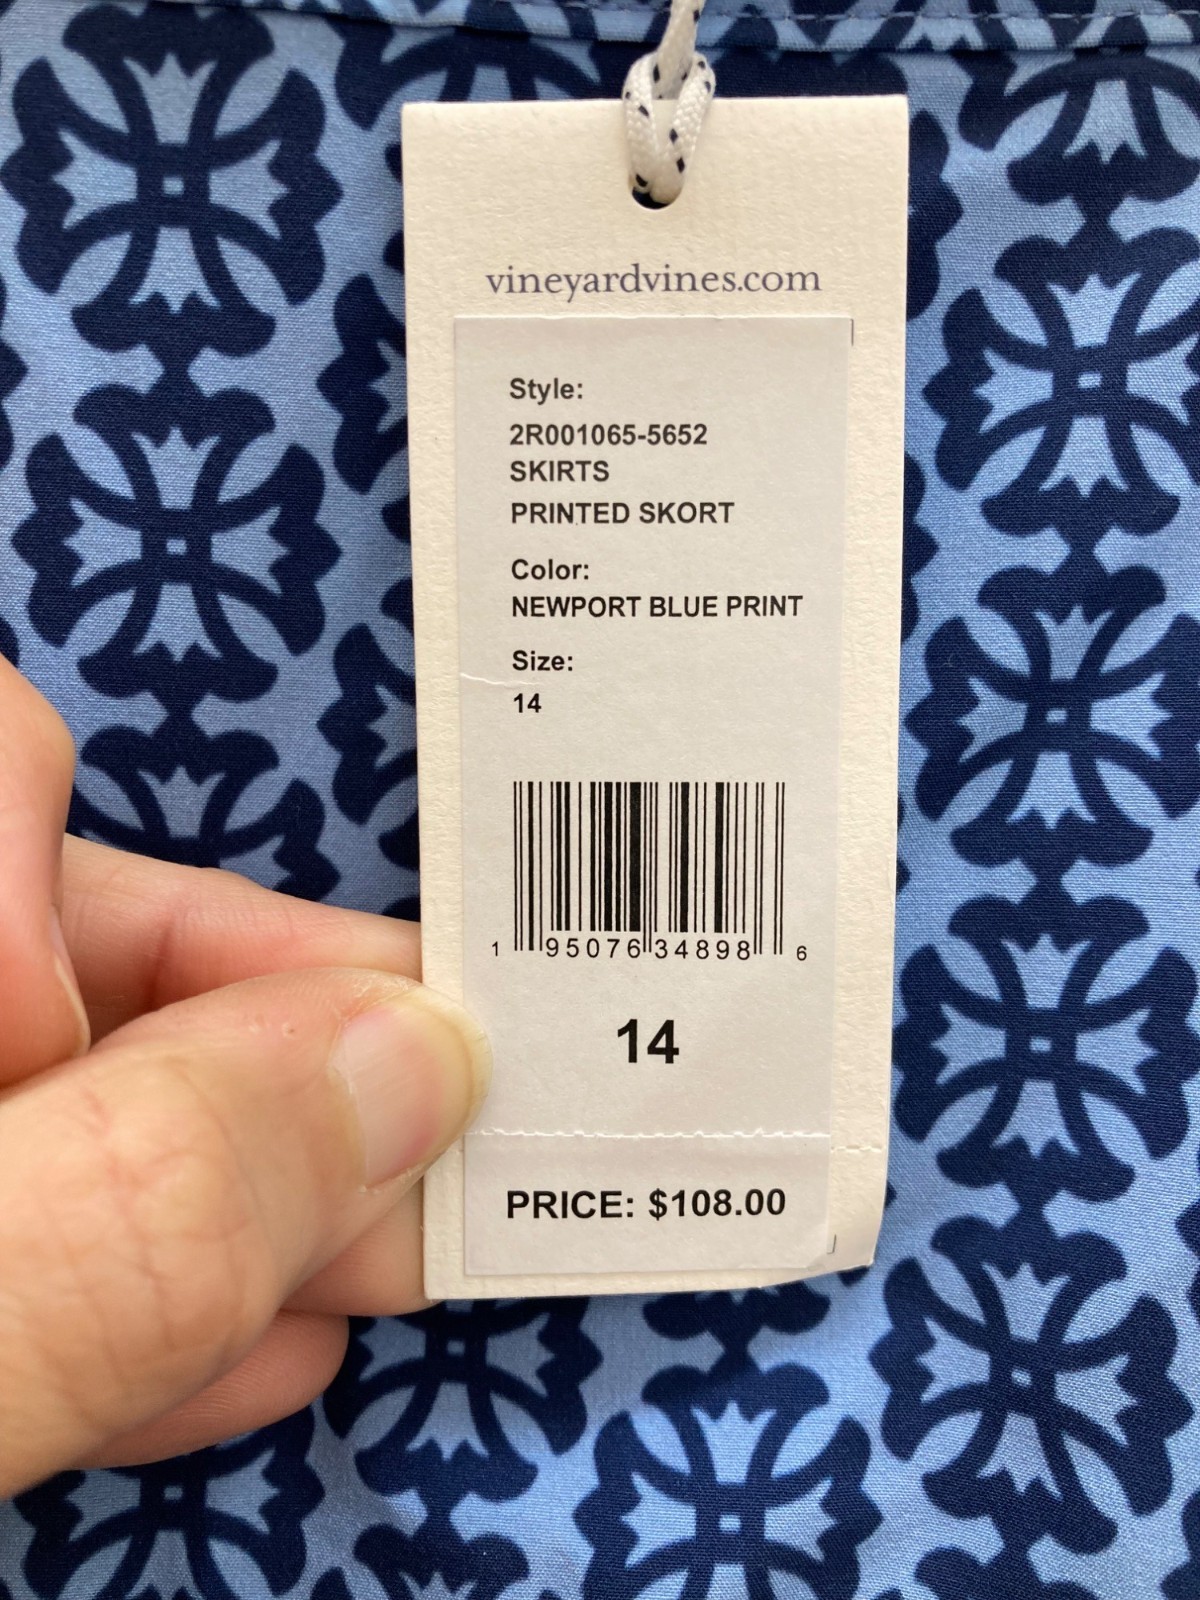 vineyardvines.com
Style:
2R001065-5652
SKIRTS
PRINTED SKORT
Color:
NEWPORT BLUE PRINT
Size:
14
1 95076 34898 6
14
PRICE: $108.00